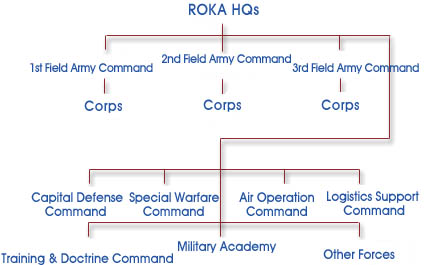 ROKA HQs
1st Field Army Command
2nd Field Army Command
3rd Field Army Command
Corps
Corps
Corps
Capital Defense
Command
Special Warfare
Command
Air Operation
Command
Logistics Support
Command
Training & Doctrine Command
Military Academy
Other Forces